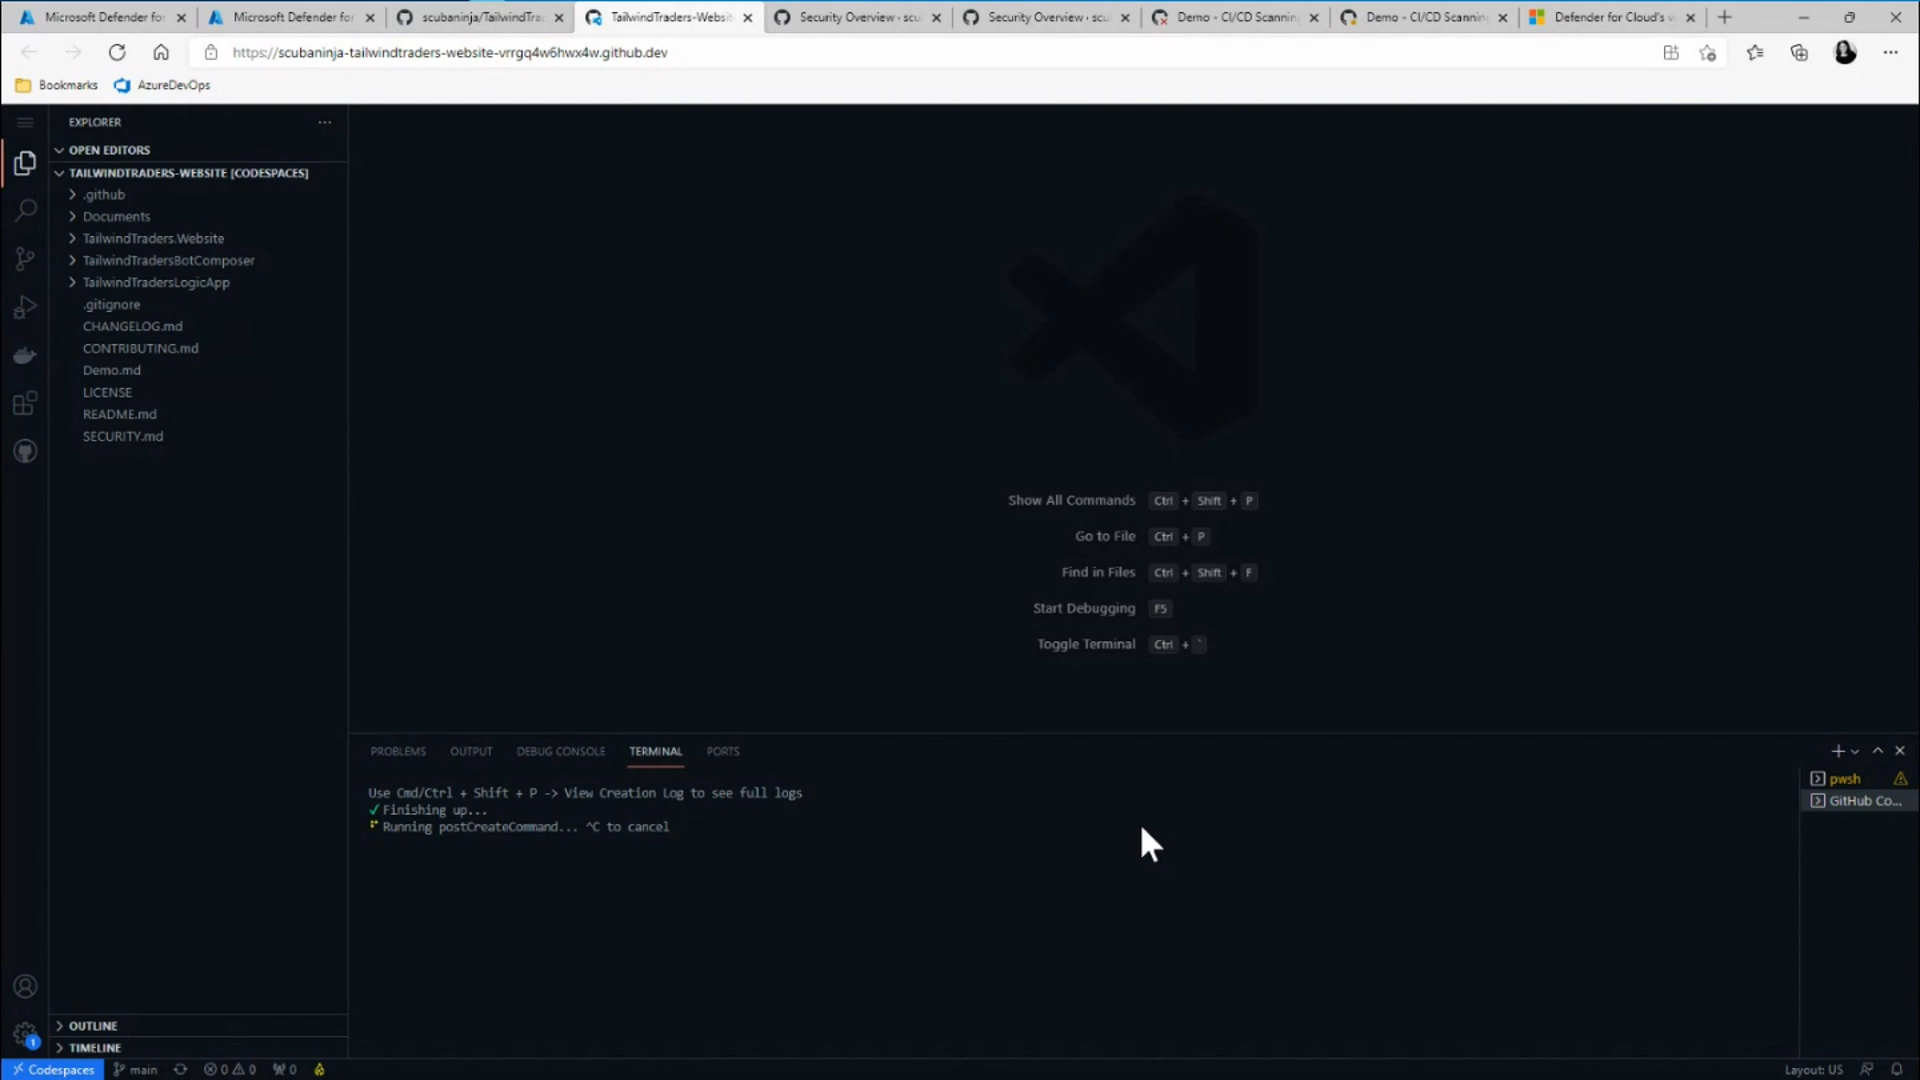 Microsoft Defender for
Microsoft Defender for
scubaninja/TailwindTra
TailwindTraders-Websit
Security Overview · scu
Security Overview · scu
Demo - CI/CD Scanning
Demo - CI/CD Scanning
Defender for Cloud's v
https://scubaninja-tailwindtraders-website-vrrgq4w6hwx4w.github.dev
Bookmarks
AzureDevOps
EXPLORER
OPEN EDITORS
TAILWINDTRADERS-WEBSITE [CODESPACES]
.github
Documents
TailwindTraders.Website
TailwindTradersBotComposer
TailwindTradersLogicApp
.gitignore
CHANGELOG.md
CONTRIBUTING.md
Demo.md
LICENSE
README.md
SECURITY.md
Show All Commands Ctrl + Shift + P
Go to File Ctrl + P
Find in Files Ctrl + Shift + F
Start Debugging F5
Toggle Terminal Ctrl + `
PROBLEMS OUTPUT DEBUG CONSOLE TERMINAL PORTS
Use Cmd/Ctrl + Shift + P -> View Creation Log to see full logs
✓ Finishing up...
Running postCreateCommand... ^C to cancel
pwsh
GitHub Co...
1
OUTLINE
TIMELINE
Codespaces main 0 0 0
Layout: US